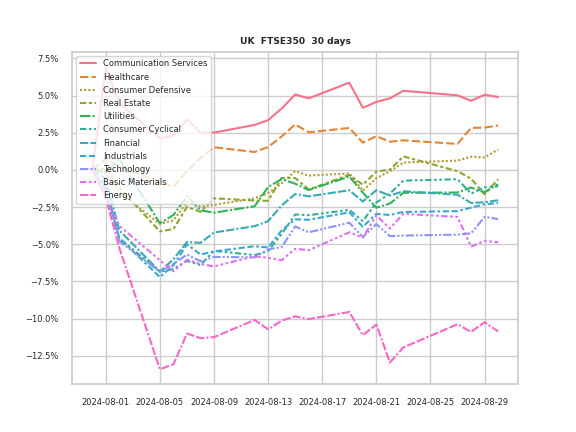 UK FTSE350 30 days
7.5%
5.0%
2.5%
0.0%
−2.5%
−5.0%
−7.5%
−10.0%
−12.5%
Communication Services
Healthcare
Consumer Defensive
Real Estate
Utilities
Consumer Cyclical
Financial
Industrials
Technology
Basic Materials
Energy
2024-08-01 2024-08-05 2024-08-09 2024-08-13 2024-08-17 2024-08-21 2024-08-25 2024-08-29